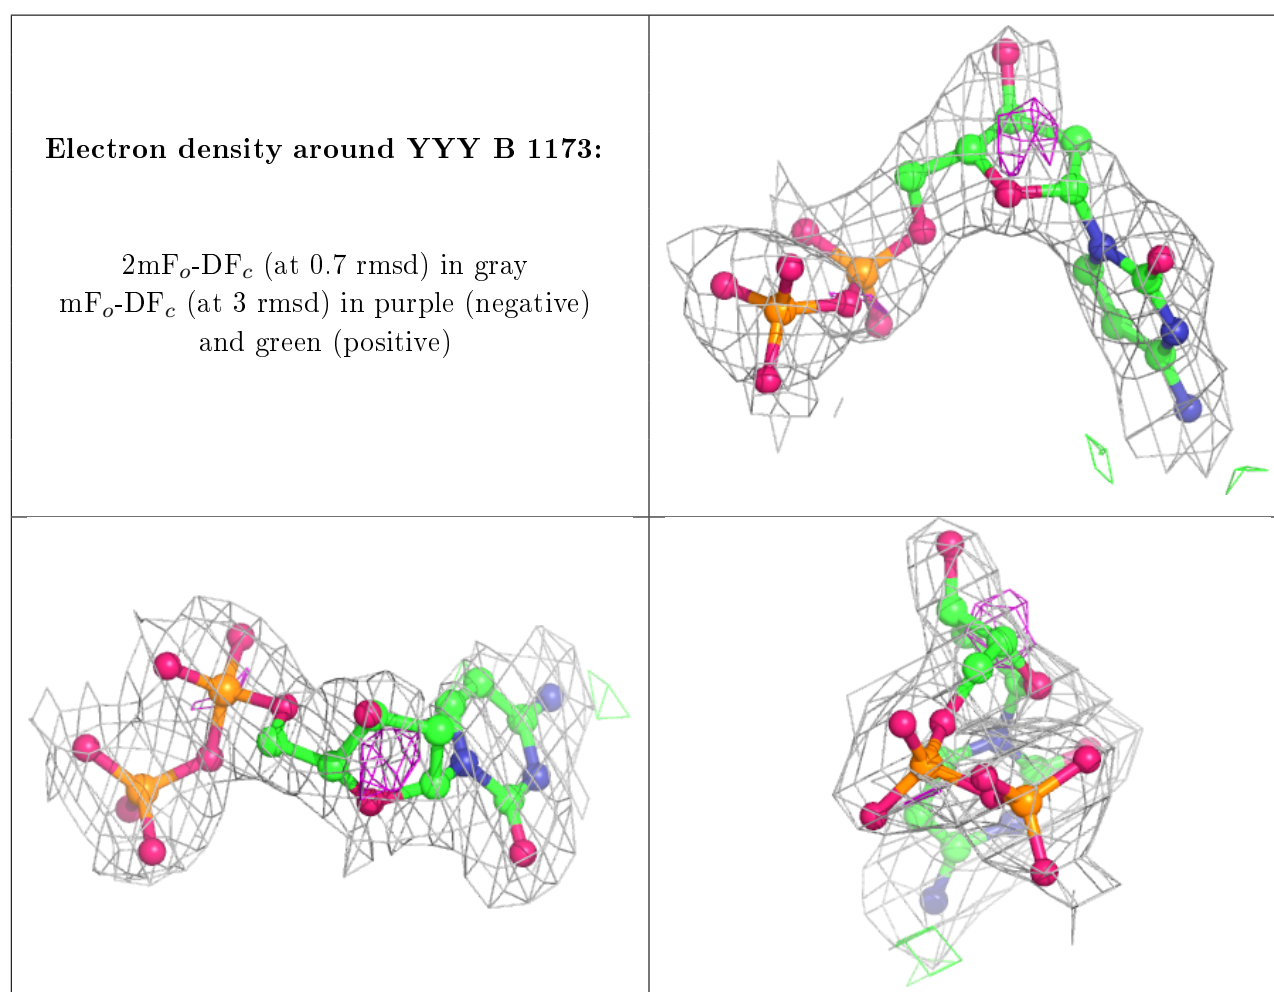 Electron density around YYY B 1173:
2mFo-DFc (at 0.7 rmsd) in gray
mFo-DFc (at 3 rmsd) in purple (negative)
and green (positive)